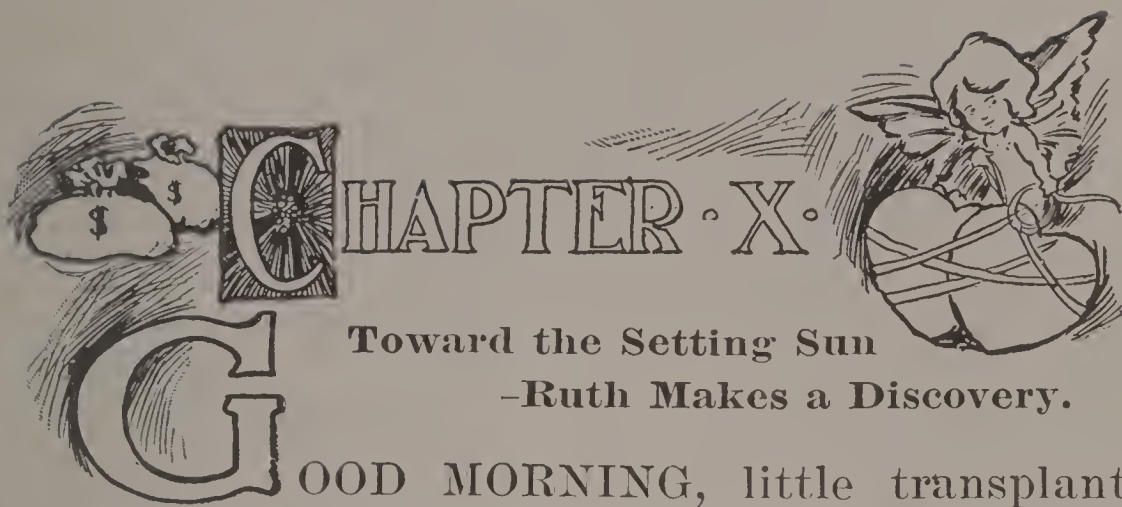 $ $ CHAPTER · X ·
Toward the Setting Sun
–Ruth Makes a Discovery.
GOOD MORNING, little transplant